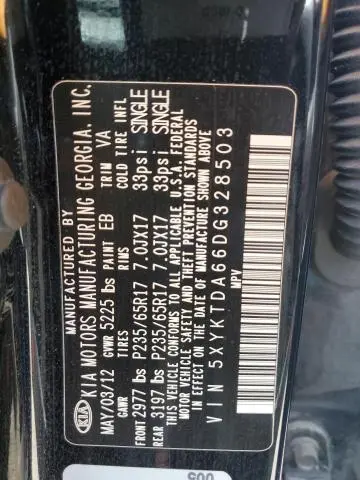 MANUFACTURED BY
KIA KIA MOTORS MANUFACTURING GEORGIA, INC.
MAY/03/12 GVWR 5225 lbs PAINT EB TRIM VA
GAWR TIRES RIMS COLD TIRE INFL
FRONT 2977 lbs P235/65R17 7.0JX17 33psi SINGLE
REAR 3197 lbs P235/65R17 7.0JX17 33psi SINGLE
THIS VEHICLE CONFORMS TO ALL APPLICABLE U.S.A. FEDERAL
MOTOR VEHICLE SAFETY AND THEFT PREVENTION STANDARDS
IN EFFECT ON THE DATE OF MANUFACTURE SHOWN ABOVE.
VIN 5XYKTDA66DG328503
MPV